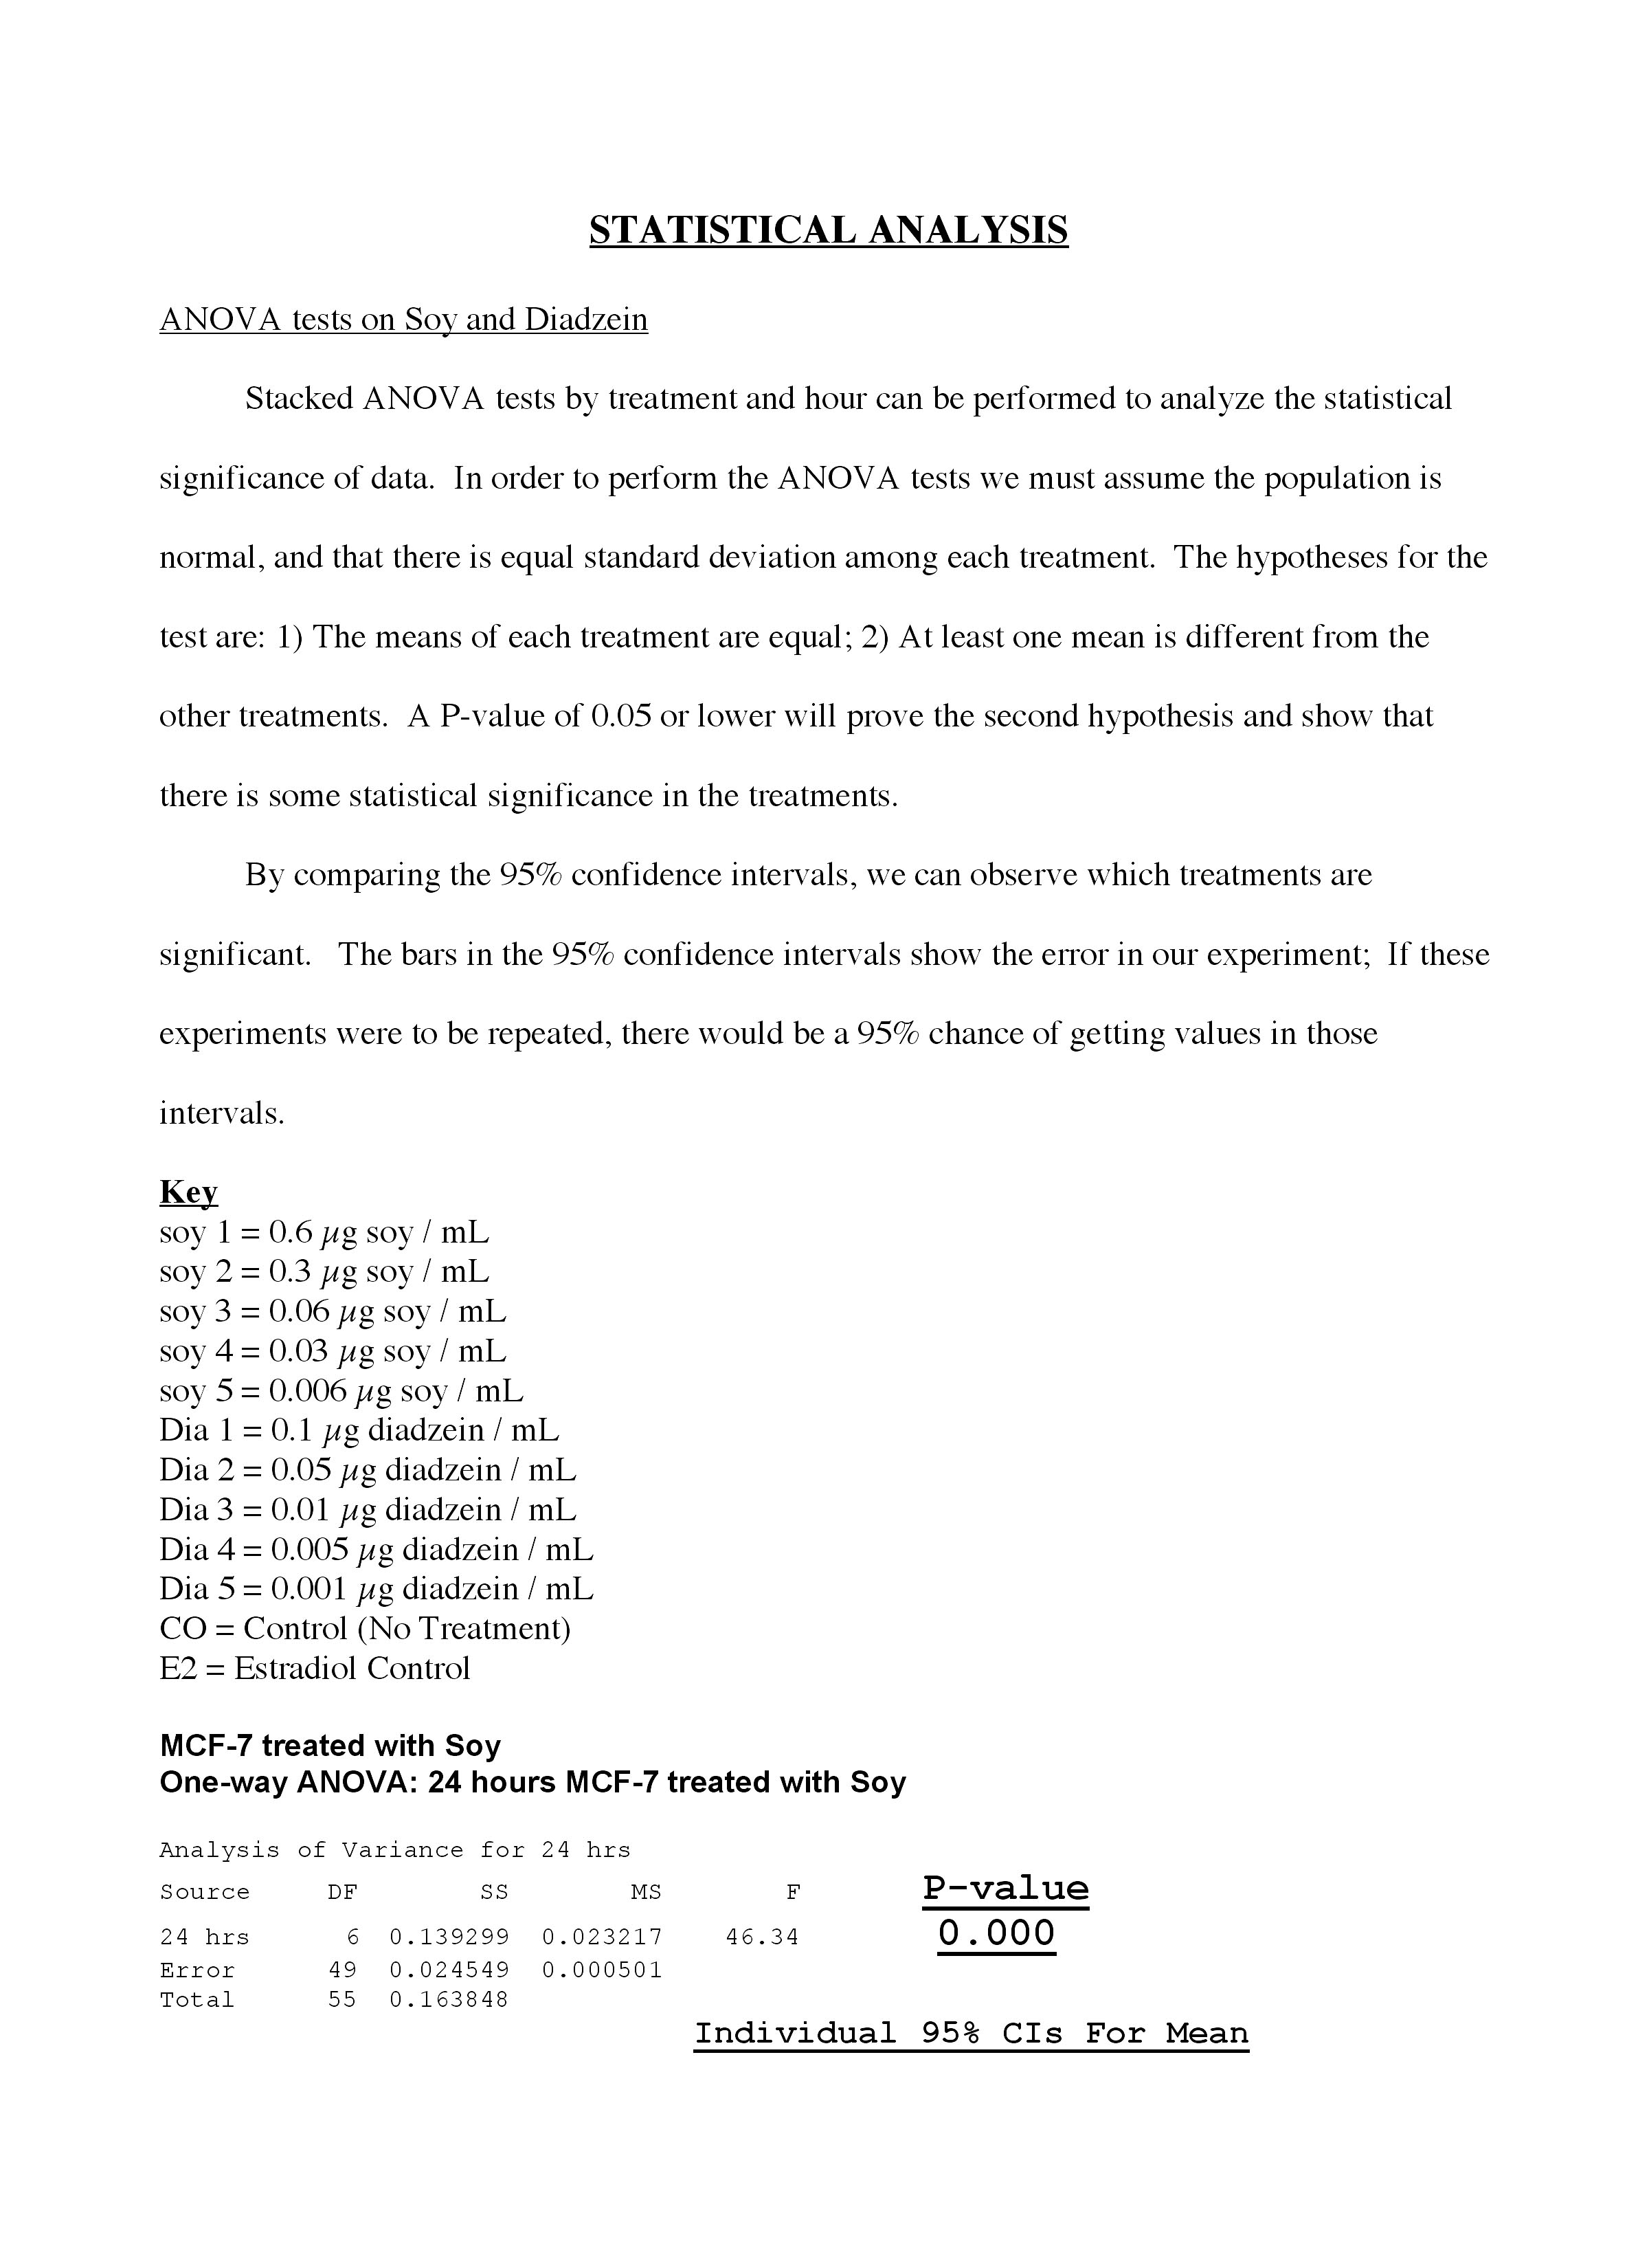 STATISTICAL ANALYSIS
ANOVA tests on Soy and Diadzein
Stacked ANOVA tests by treatment and hour can be performed to analyze the statistical
significance of data.  In order to perform the ANOVA tests we must assume the population is
normal, and that there is equal standard deviation among each treatment.  The hypotheses for the
test are: 1) The means of each treatment are equal; 2) At least one mean is different from the
other treatments.  A P-value of 0.05 or lower will prove the second hypothesis and show that
there is some statistical significance in the treatments.
By comparing the 95% confidence intervals, we can observe which treatments are
significant.   The bars in the 95% confidence intervals show the error in our experiment;  If these
experiments were to be repeated, there would be a 95% chance of getting values in those
intervals.
Key
soy 1 = 0.6 µg soy / mL
soy 2 = 0.3 µg soy / mL
soy 3 = 0.06 µg soy / mL
soy 4 = 0.03 µg soy / mL
soy 5 = 0.006 µg soy / mL
Dia 1 = 0.1 µg diadzein / mL
Dia 2 = 0.05 µg diadzein / mL
Dia 3 = 0.01 µg diadzein / mL
Dia 4 = 0.005 µg diadzein / mL
Dia 5 = 0.001 µg diadzein / mL
CO = Control (No Treatment)
E2 = Estradiol Control
MCF-7 treated with Soy
One-way ANOVA: 24 hours MCF-7 treated with Soy
Analysis of Variance for 24 hrs
Source DF SS MS F P-value
24 hrs 6 0.139299 0.023217 46.34 0.000
Error 49 0.024549 0.000501
Total 55 0.163848
Individual 95% CIs For Mean